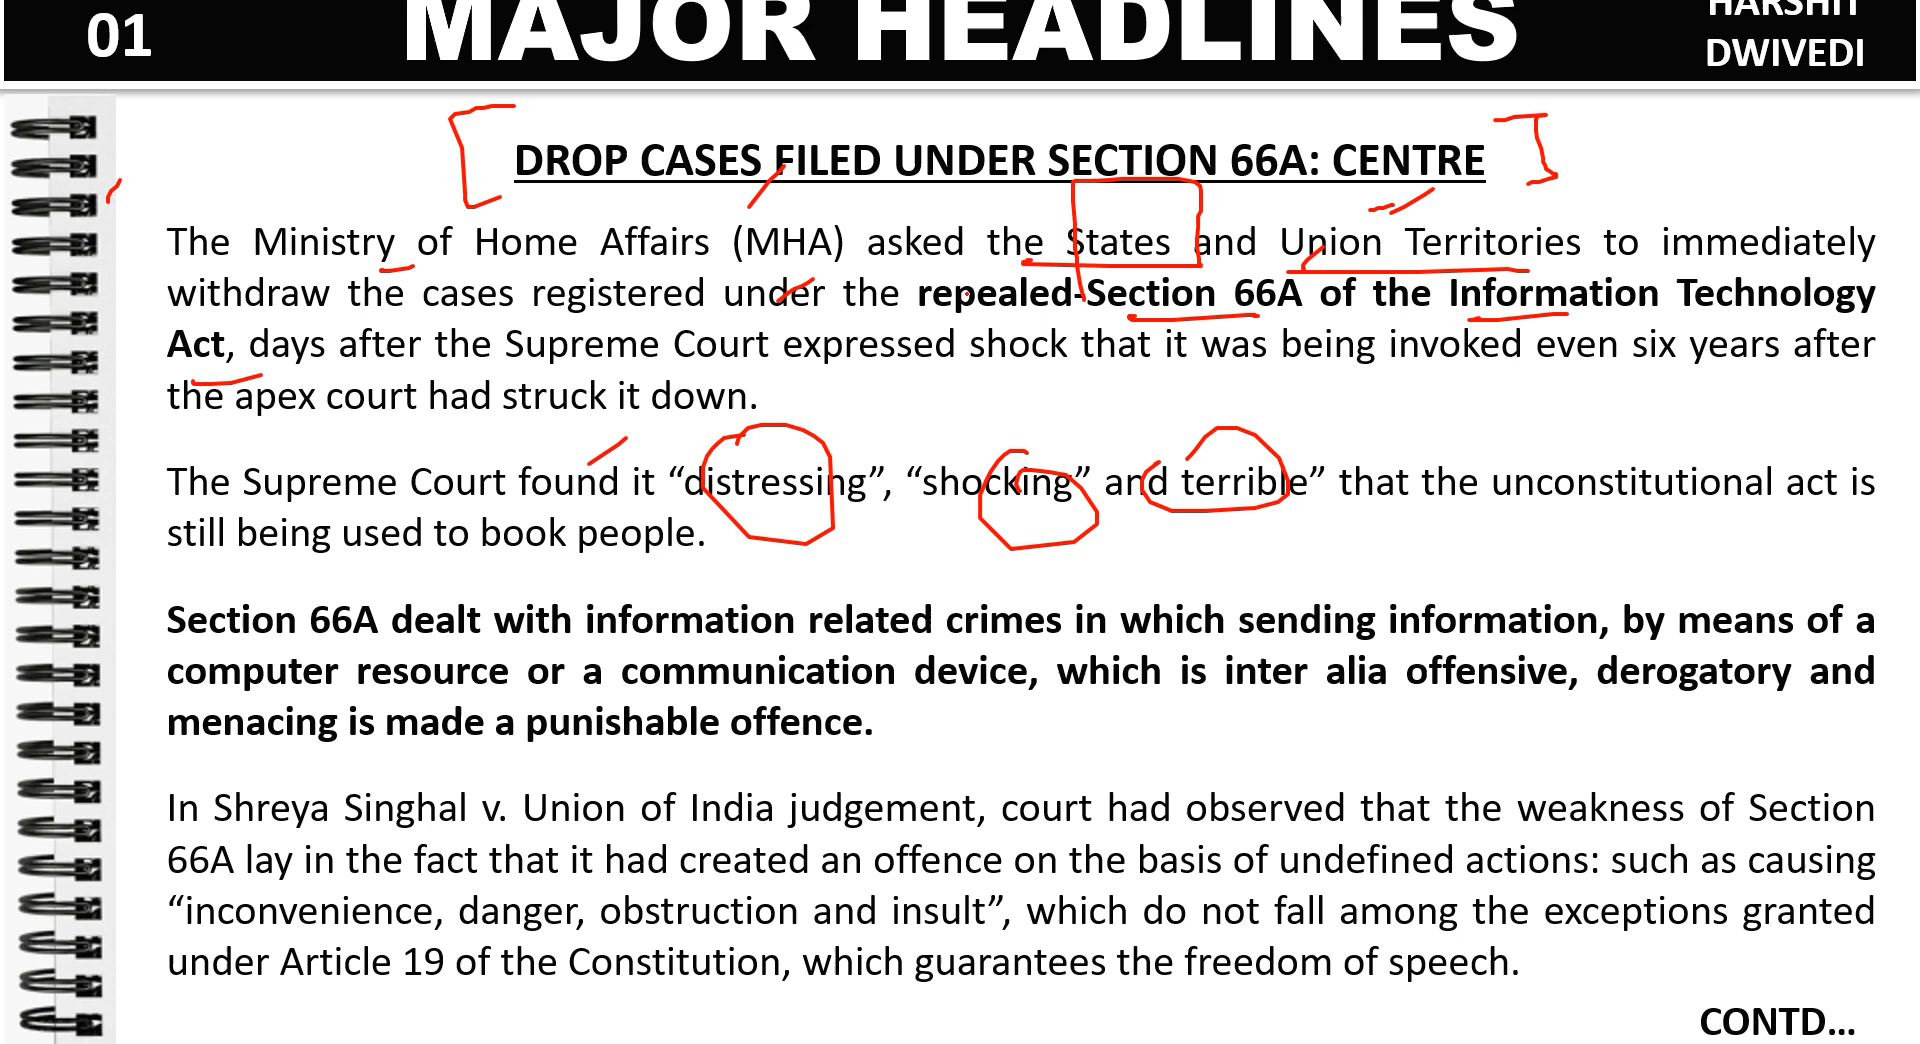 01
MAJOR HEADLINES
HARSHIT
DWIVEDI
DROP CASES FILED UNDER SECTION 66A: CENTRE
The Ministry of Home Affairs (MHA) asked the States and Union Territories to immediately
withdraw the cases registered under the repealed-Section 66A of the Information Technology
Act, days after the Supreme Court expressed shock that it was being invoked even six years after
the apex court had struck it down.
The Supreme Court found it “distressing”, “shocking” and terrible” that the unconstitutional act is
still being used to book people.
Section 66A dealt with information related crimes in which sending information, by means of a
computer resource or a communication device, which is inter alia offensive, derogatory and
menacing is made a punishable offence.
In Shreya Singhal v. Union of India judgement, court had observed that the weakness of Section
66A lay in the fact that it had created an offence on the basis of undefined actions: such as causing
“inconvenience, danger, obstruction and insult”, which do not fall among the exceptions granted
under Article 19 of the Constitution, which guarantees the freedom of speech.
CONTD...